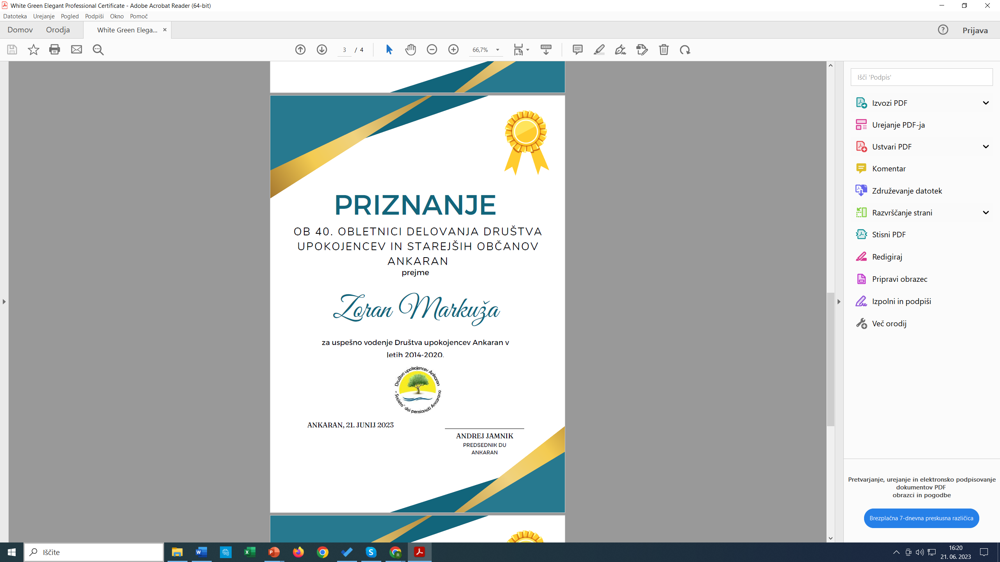 White Green Elegant Professional Certificate - Adobe Acrobat Reader (64-bit)
Datoteka Urejanje Pogled Podpiši Okno Pomoč
Domov Orodja White Green Elega... × ? Prijava
3 / 4 66,7%
Išči 'Podpis'
Izvozi PDF
Urejanje PDF-ja
Ustvari PDF
Komentar
Združevanje datotek
Razvrščanje strani
Stisni PDF
Redigiraj
Pripravi obrazec
Izpolni in podpiši
Več orodij
PRIZNANJE
OB 40. OBLETNICI DELOVANJA DRUŠTVA
UPOKOJENCEV IN STAREJŠIH OBČANOV
ANKARAN
prejme
Zoran Markuža
za uspešno vodenje Društva upokojencev Ankaran v
letih 2014-2020.
Društvo upokojencev Ankaran
- Societa` dei pensionati Ancarano
ANKARAN, 21. JUNIJ 2023
ANDREJ JAMNIK
PREDSEDNIK DU
ANKARAN
Pretvarjanje, urejanje in elektronsko podpisovanje
dokumentov PDF
obrazci in pogodbe
Brezplačna 7-dnevna preskusna različica
Iščite
16:20
21. 06. 2023